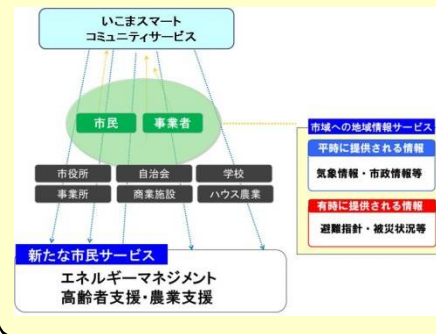 いこまスマート
コミュニティサービス
市民
事業者
市役所
自治会
学校
事業所
商業施設
ハウス農業
市域への地域情報サービス
平時に提供される情報
気象情報・市政情報等
有時に提供される情報
避難指針・被災状況等
新たな市民サービス
エネルギーマネジメント
高齢者支援・農業支援